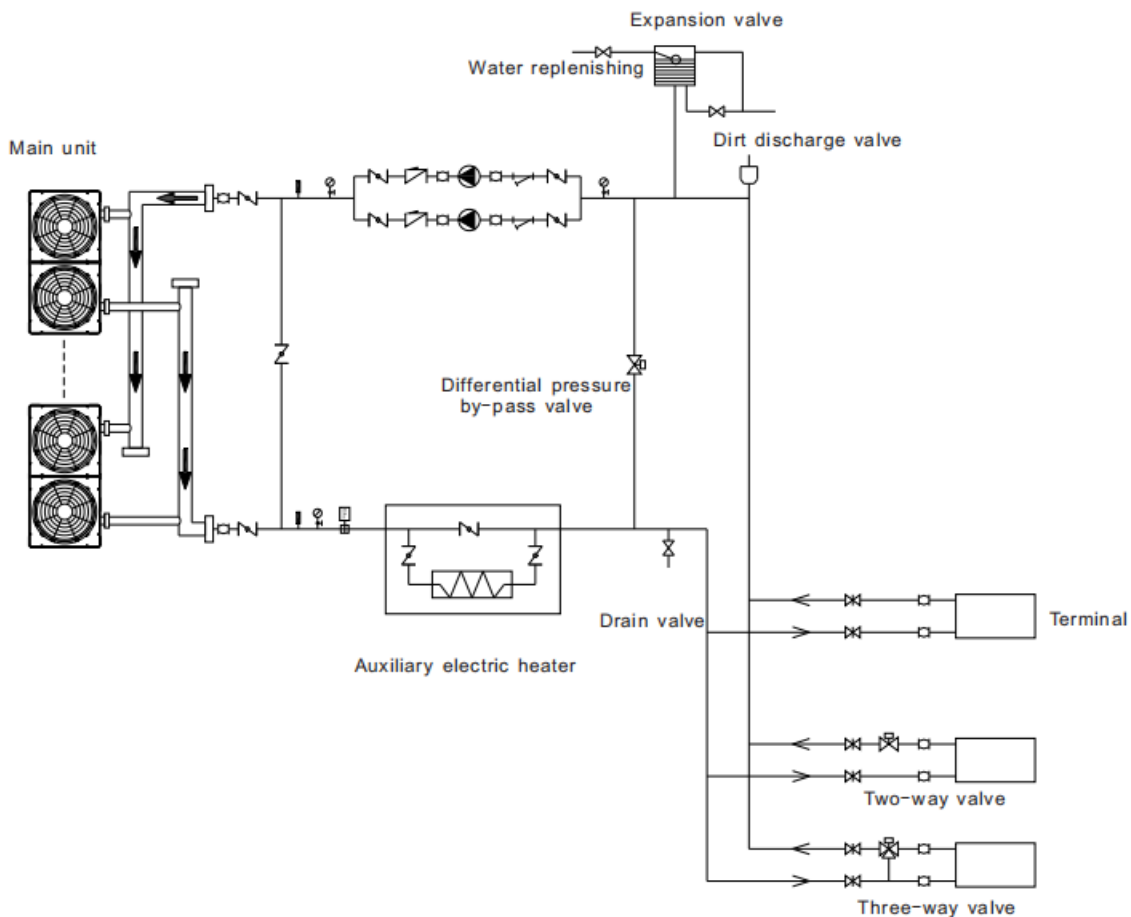 Expansion valve
Water replenishing
Dirt discharge valve
Main unit
Differential pressure
by-pass valve
Drain valve
Terminal
Auxiliary electric heater
Two-way valve
Three-way valve